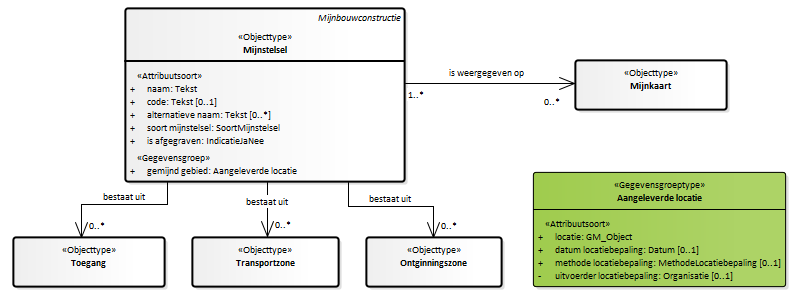 Mijnbouwconstructie
«Objecttype»
Mijnstelsel
«Attribuutsoort»
+ naam: Tekst
+ code: Tekst [0..1]
+ alternatieve naam: Tekst [0..*]
+ soort mijnstelsel: SoortMijnstelsel
+ is afgegraven: IndicatieJaNee
«Gegevensgroep»
+ gemijnd gebied: Aangeleverde locatie
is weergegeven op
1..*
0..*
«Objecttype»
Mijnkaart
bestaat uit
0..*
bestaat uit
0..*
bestaat uit
0..*
«Objecttype»
Toegang
«Objecttype»
Transportzone
«Objecttype»
Ontginningszone
«Gegevensgroeptype»
Aangeleverde locatie
«Attribuutsoort»
+ locatie: GM_Object
+ datum locatiebepaling: Datum [0..1]
+ methode locatiebepaling: MethodeLocatiebepaling [0..1]
- uitvoerder locatiebepaling: Organisatie [0..1]